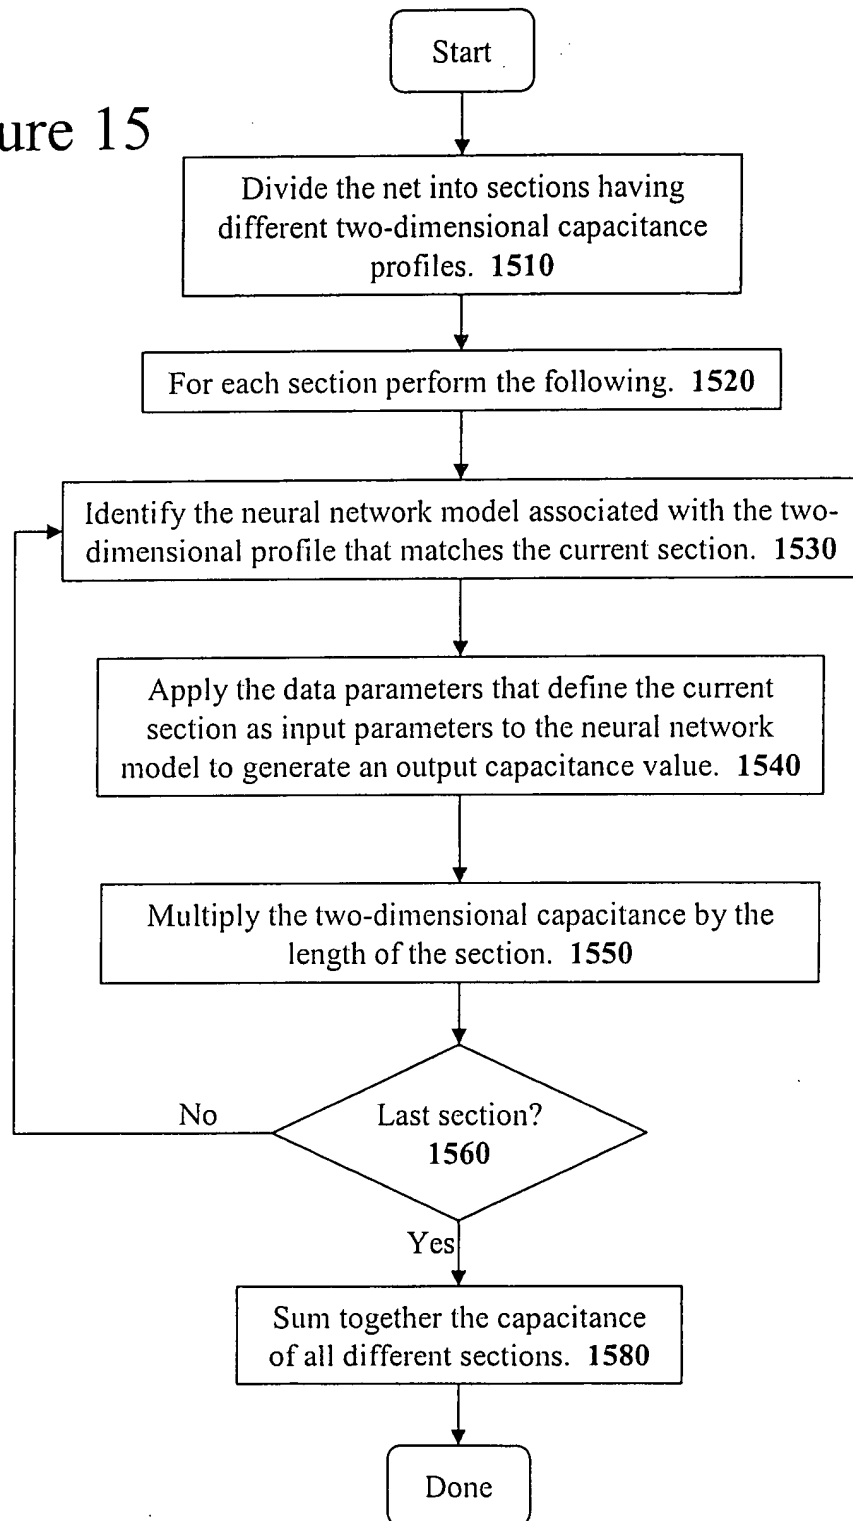 Start
ure 15
Divide the net into sections having
different two-dimensional capacitance
profiles. 1510
For each section perform the following. 1520
Identify the neural network model associated with the two-
dimensional profile that matches the current section. 1530
Apply the data parameters that define the current
section as input parameters to the neural network
model to generate an output capacitance value. 1540
Multiply the two-dimensional capacitance by the
length of the section. 1550
No
Last section?
1560
Yes
Sum together the capacitance
of all different sections. 1580
Done